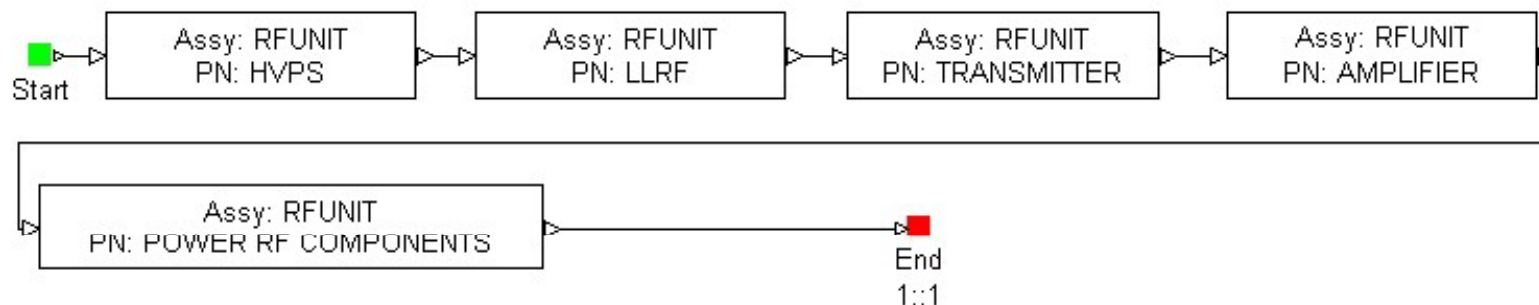 Assy: RFUNIT
PN: HVPS
Assy: RFUNIT
PN: LLRF
Assy: RFUNIT
PN: TRANSMITTER
Assy: RFUNIT
PN: AMPLIFIER
Start
Assy: RFUNIT
PN: POWER RF COMPONENTS
End
1::1